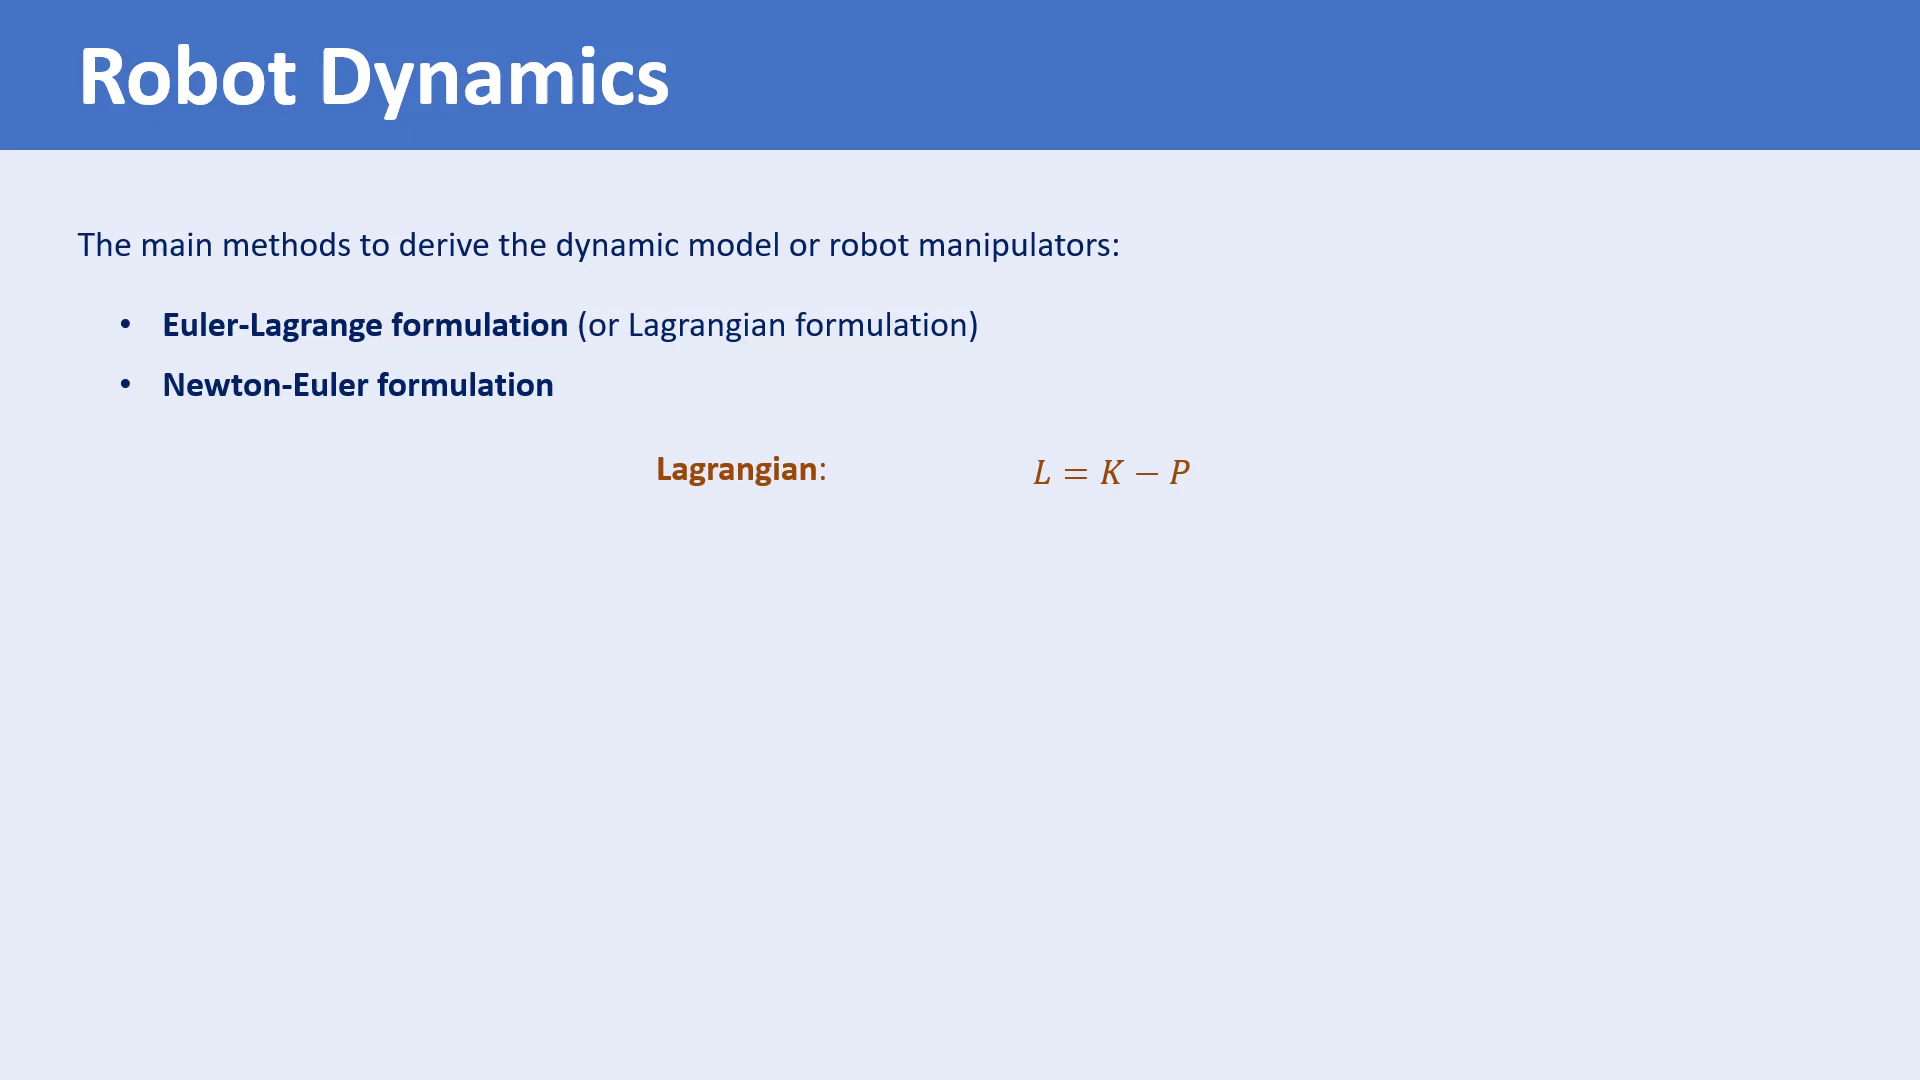 Robot Dynamics
The main methods to derive the dynamic model or robot manipulators:
• Euler-Lagrange formulation (or Lagrangian formulation)
• Newton-Euler formulation
Lagrangian: L = K − P